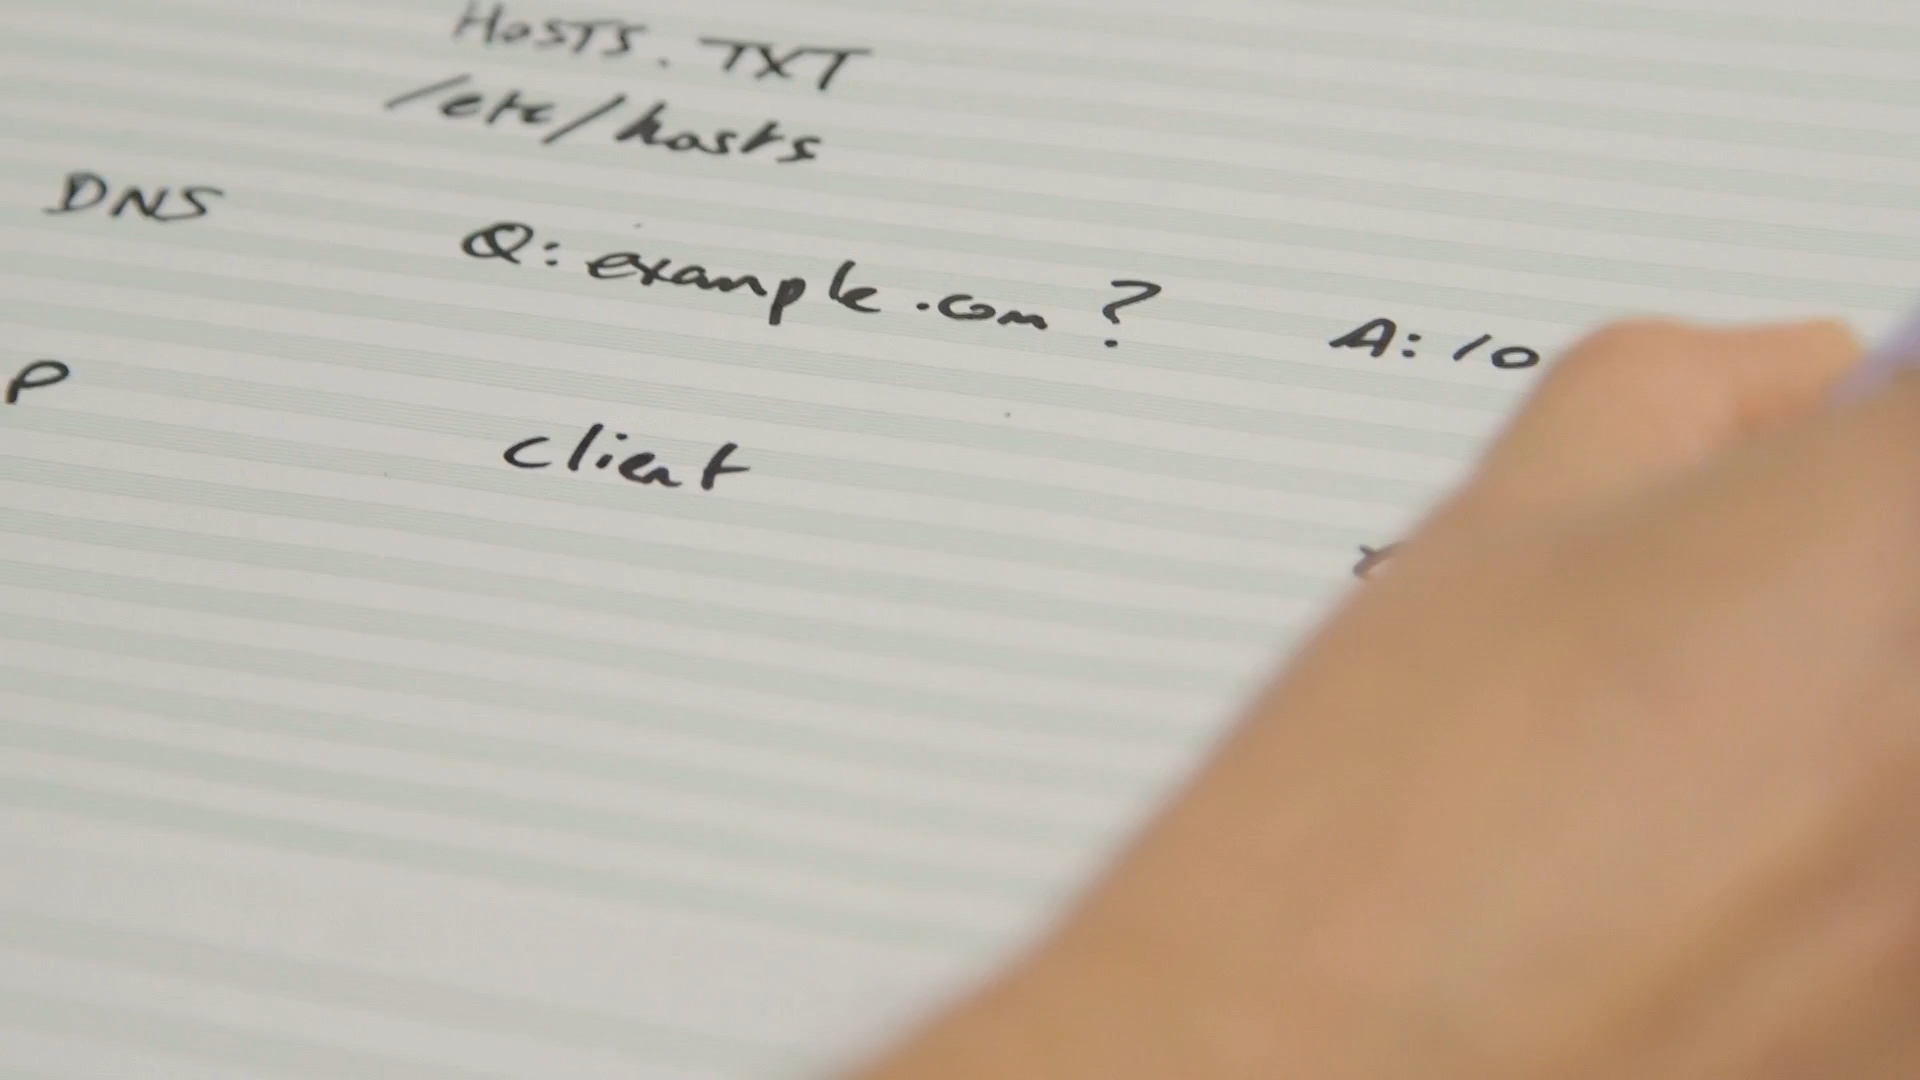 HOSTS.TXT
/etc/hosts
DNS
Q: example.com? A: 10
P
client